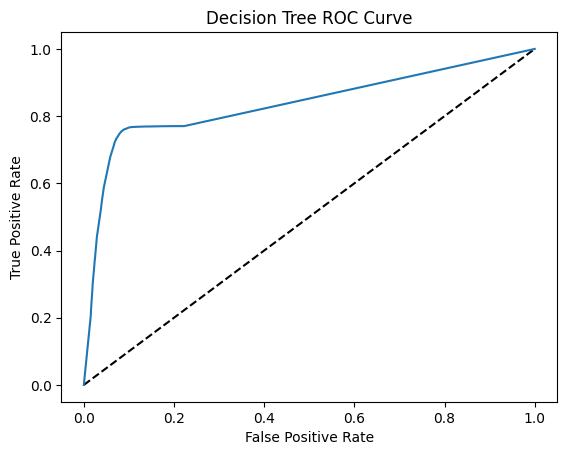 Decision Tree ROC Curve
1.0
0.8
0.6
0.4
0.2
0.0
True Positive Rate
0.0 0.2 0.4 0.6 0.8 1.0
False Positive Rate